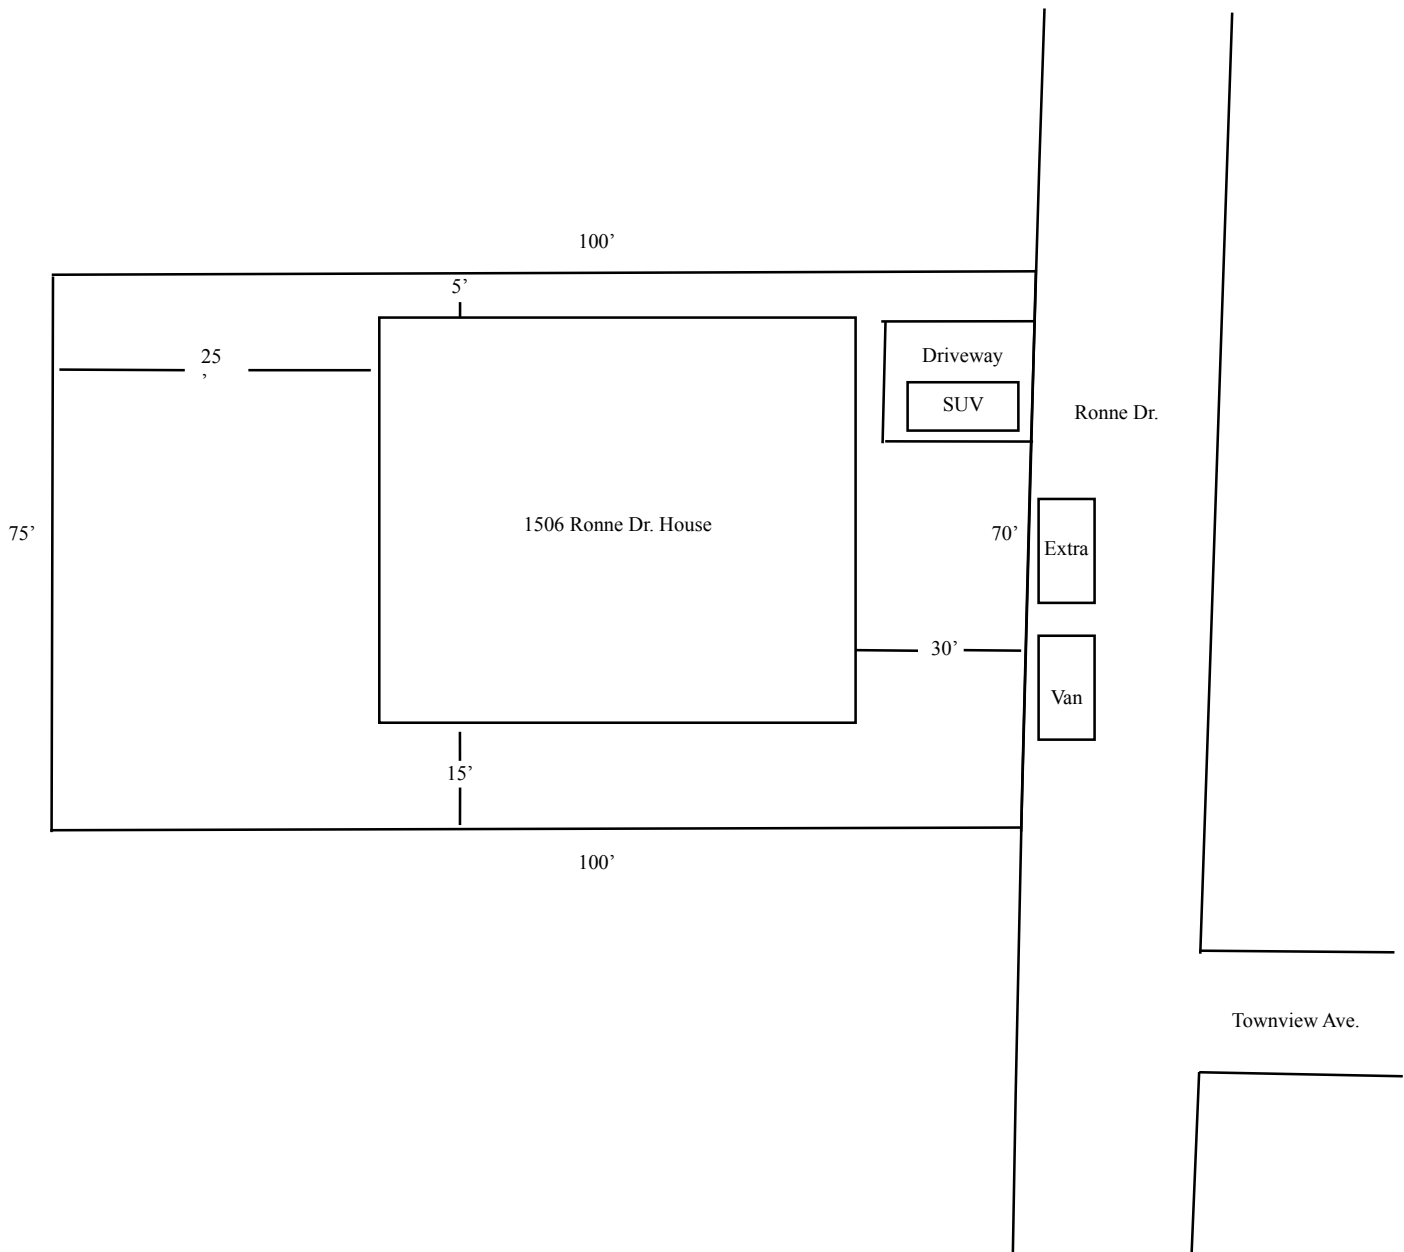 100’
5’
25
’
Driveway
SUV
Ronne Dr.
1506 Ronne Dr. House
75’
70’
Extra
30’
Van
15’
100’
Townview Ave.